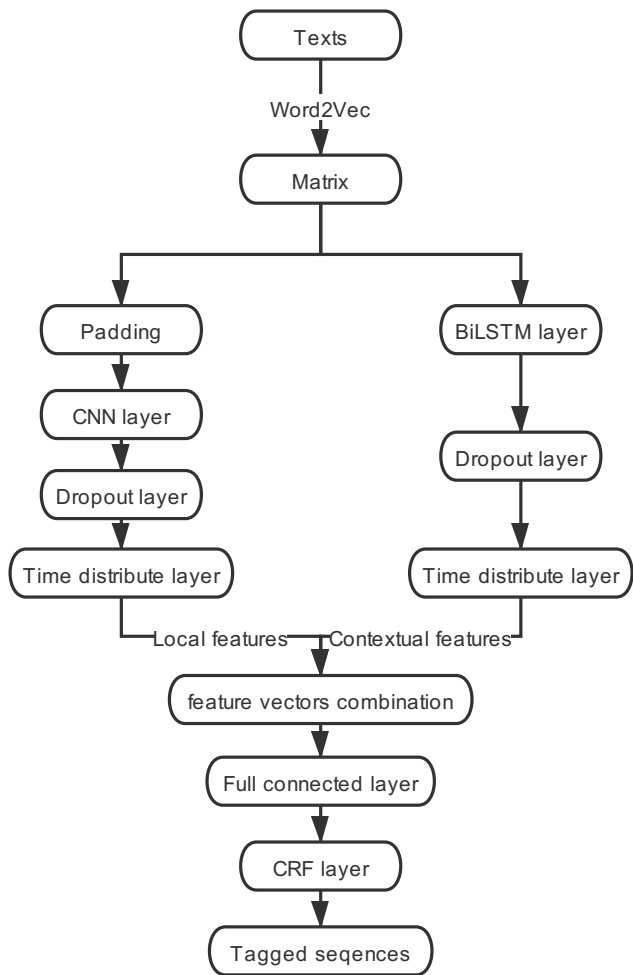 Texts
Word2Vec
Matrix
Padding
BiLSTM layer
CNN layer
Dropout layer
Dropout layer
Time distribute layer
Time distribute layer
Local features
Contextual features
feature vectors combination
Full connected layer
CRF layer
Tagged seqences